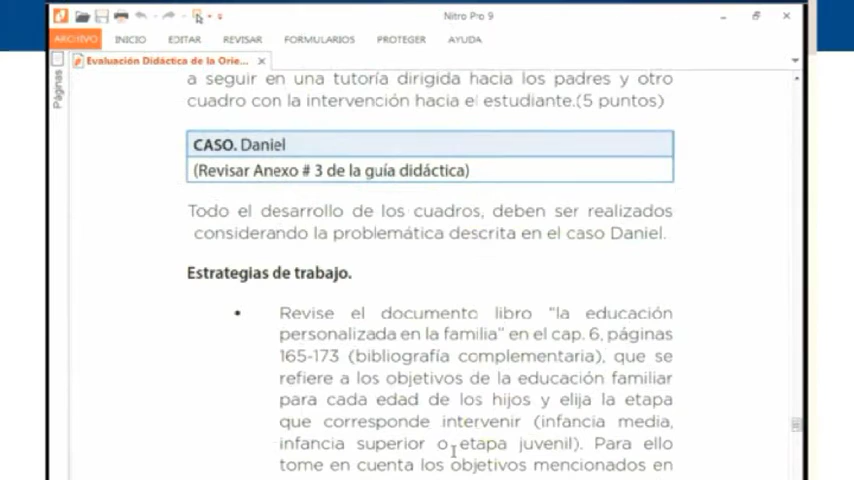 Nitro Pro 9
ARCHIVO INICIO EDITAR REVISAR FORMULARIOS PROTEGER AYUDA
Evaluación Didáctica de la Orie...
Páginas
a seguir en una tutoría dirigida hacia los padres y otro
cuadro con la intervención hacia el estudiante.(5 puntos)
CASO. Daniel
(Revisar Anexo # 3 de la guía didáctica)
Todo el desarrollo de los cuadros, deben ser realizados
considerando la problemática descrita en el caso Daniel.
Estrategias de trabajo.
• Revise el documento libro “la educación
personalizada en la familia” en el cap. 6, páginas
165-173 (bibliografía complementaria), que se
refiere a los objetivos de la educación familiar
para cada edad de los hijos y elija la etapa
que corresponde intervenir (infancia media,
infancia superior o etapa juvenil). Para ello
tome en cuenta los objetivos mencionados en